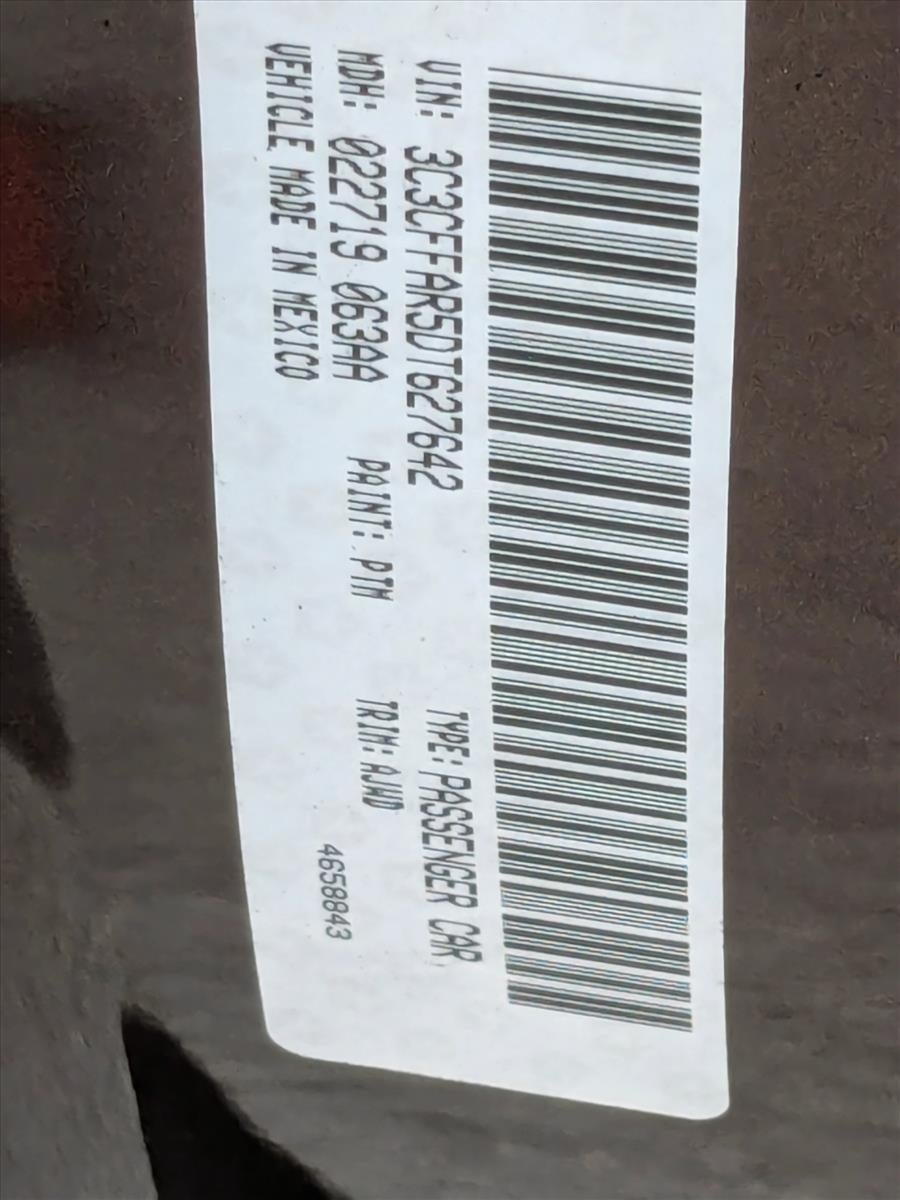 VIN: 3C3CFFAR5DT627642 TYPE: PASSENGER CAR
MDH: 022719 063AA PAINT: PTM TRIM: AJWD
VEHICLE MADE IN MEXICO
4658843